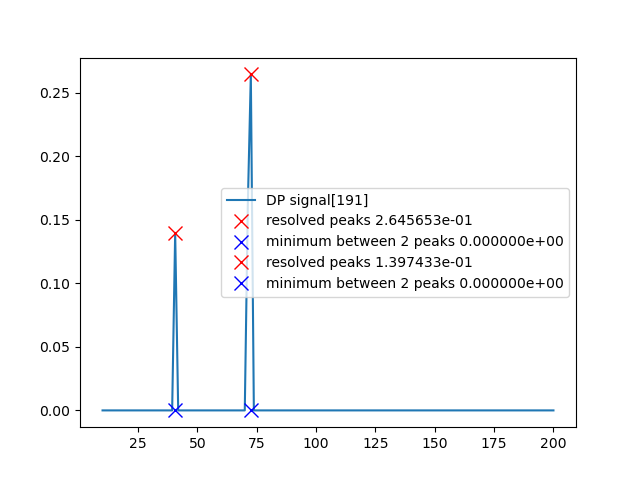 0.25
0.20
0.15
0.10
0.05
0.00
DP signal[191]
resolved peaks 2.645653e-01
minimum between 2 peaks 0.000000e+00
resolved peaks 1.397433e-01
minimum between 2 peaks 0.000000e+00
25 50 75 100 125 150 175 200